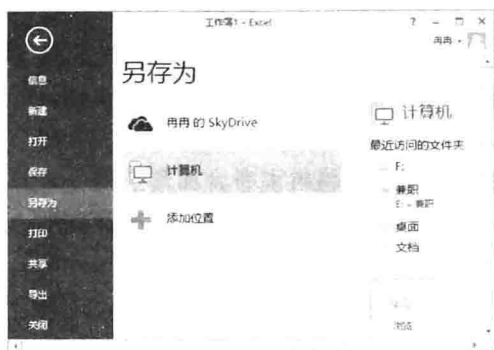 工作簿1 - Excel
? - □ ×
冉冉
信息
新建
打开
保存
另存为
打印
共享
导出
关闭
另存为
冉冉 的 SkyDrive
计算机
添加位置
计算机
最近访问的文件夹
F:
兼职
E: » 兼职
桌面
文档
浏览